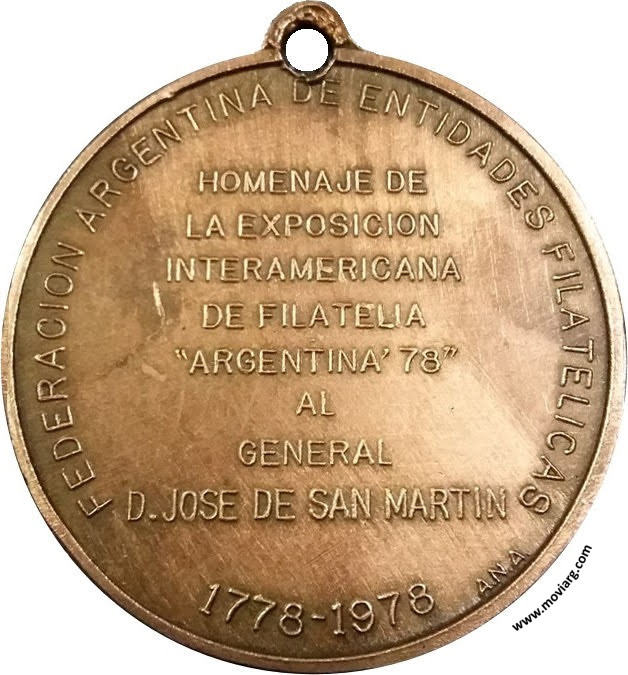 FEDERACION ARGENTINA DE ENTIDADES FILATELICAS
HOMENAJE DE
LA EXPOSICION
INTERAMERICANA
DE FILATELIA
"ARGENTINA' 78"
AL
GENERAL
D. JOSE DE SAN MARTIN
1778-1978
ANA
www.moviarg.com